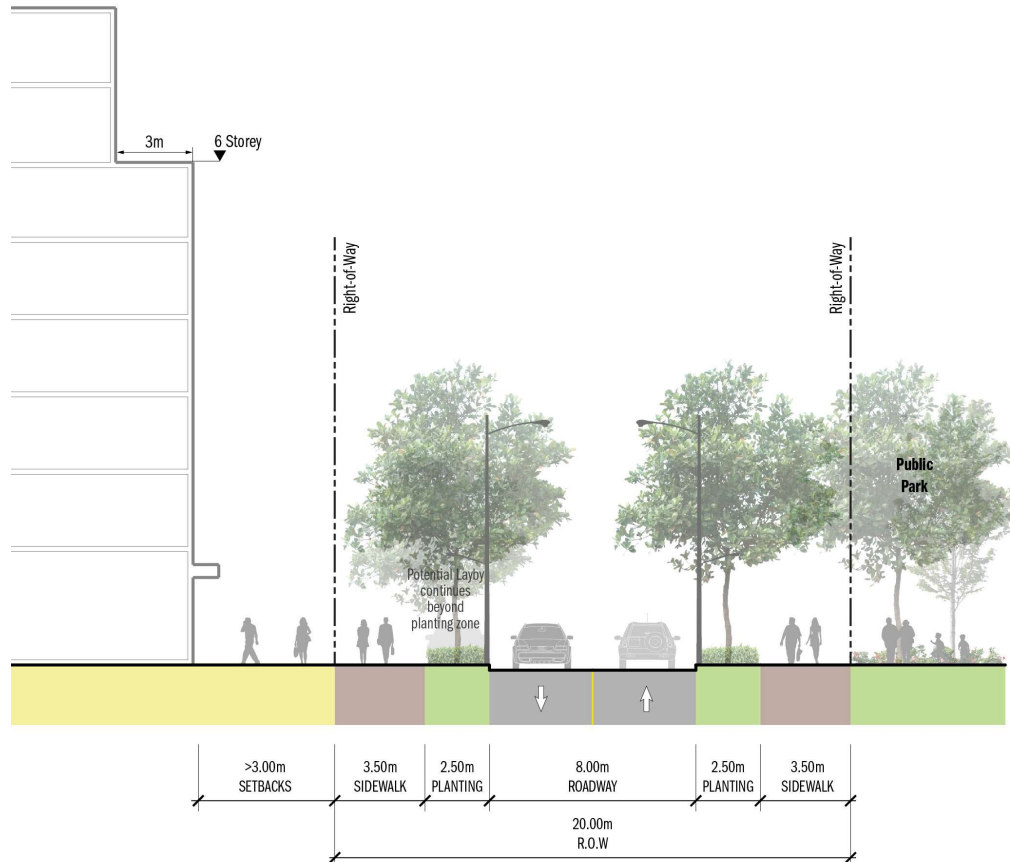 3m
6 Storey
Right-of-Way
Right-of-Way
Public
Park
Potential Layby
continues
beyond
planting zone
>3.00m
SETBACKS
3.50m
SIDEWALK
2.50m
PLANTING
8.00m
ROADWAY
2.50m
PLANTING
3.50m
SIDEWALK
20.00m
R.O.W